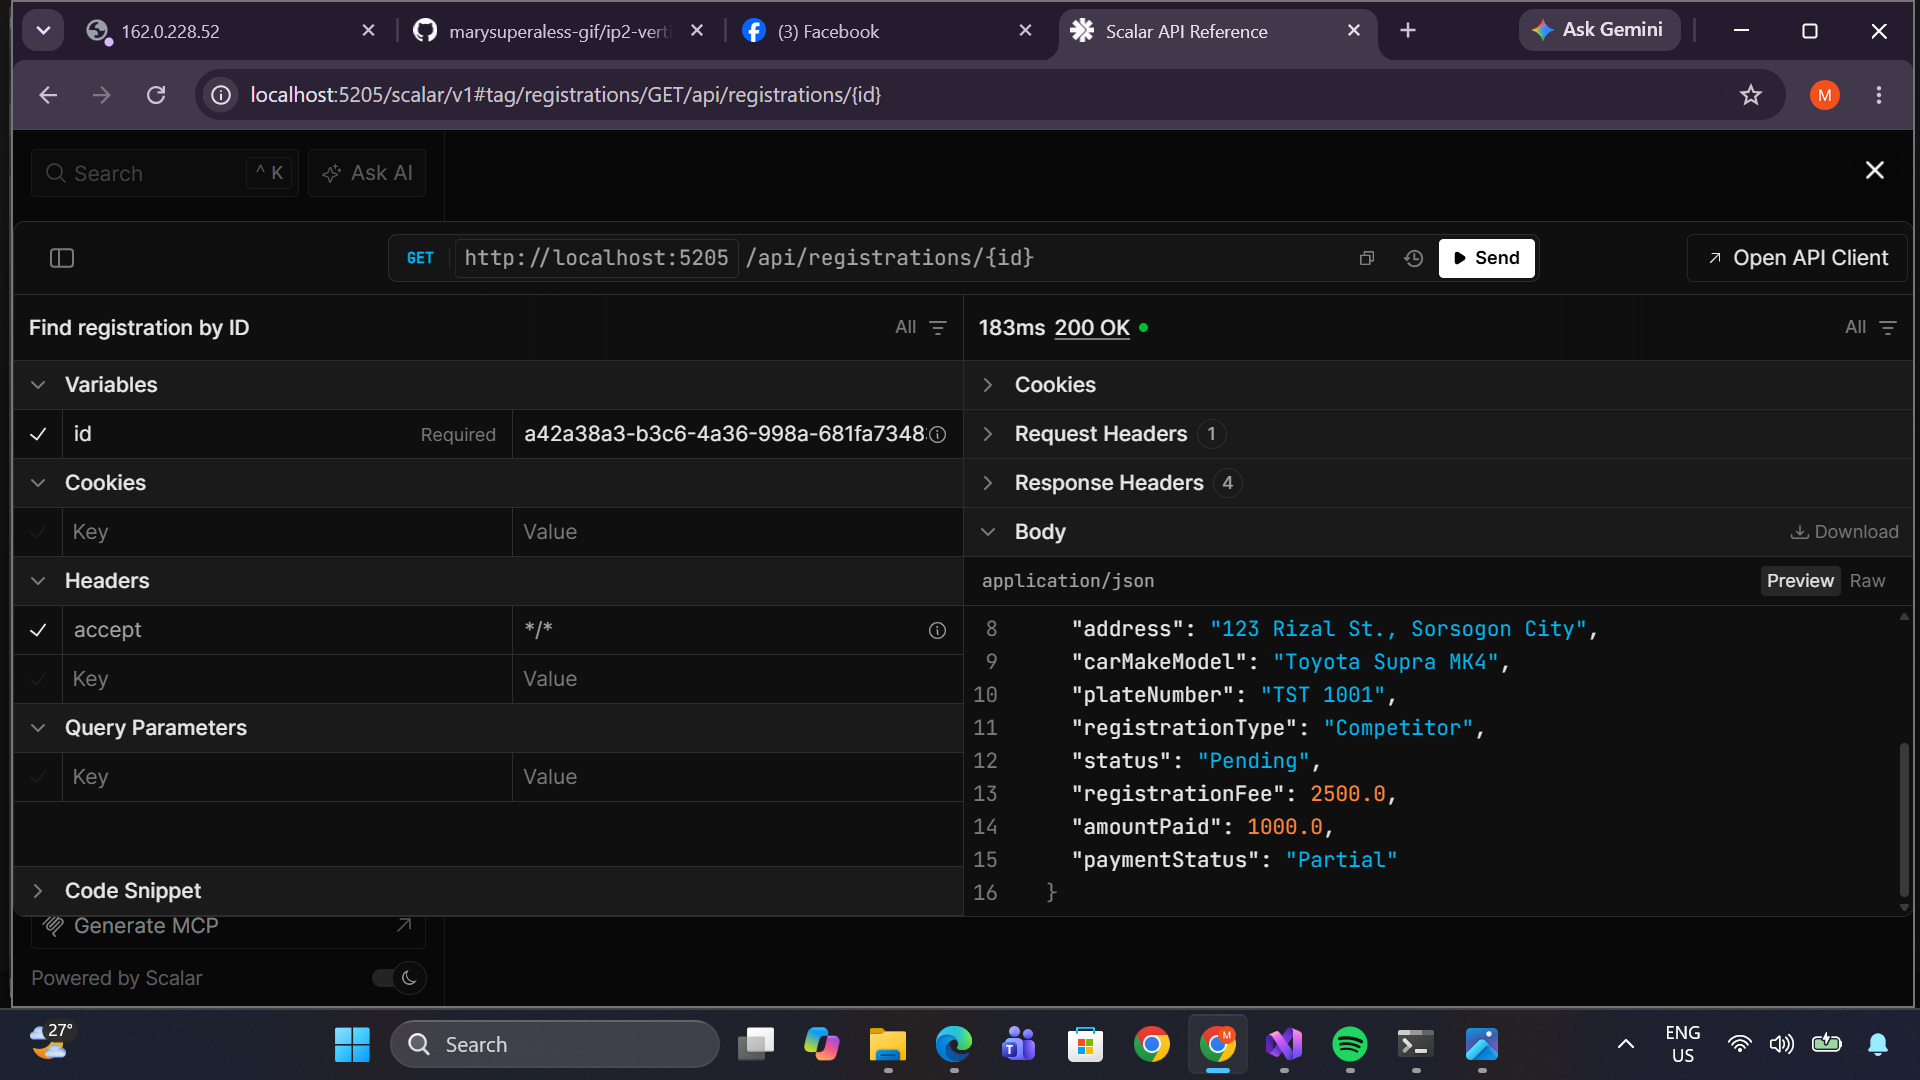 162.0.228.52
marysuperaless-gif/ip2-vert
(3) Facebook
Scalar API Reference
Ask Gemini
localhost:5205/scalar/v1#tag/registrations/GET/api/registrations/{id}
M
Search
^ K
Ask AI
GET
http://localhost:5205
/api/registrations/{id}
Send
Open API Client
Find registration by ID
All
183ms 200 OK
All
Variables
id
Required
a42a38a3-b3c6-4a36-998a-681fa7348
Cookies
Key
Value
Headers
accept
*/*
Key
Value
Query Parameters
Key
Value
Code Snippet
Cookies
Request Headers 1
Response Headers 4
Body
Download
application/json
Preview
Raw
8 "address": "123 Rizal St., Sorsogon City",
9 "carMakeModel": "Toyota Supra MK4",
10 "plateNumber": "TST 1001",
11 "registrationType": "Competitor",
12 "status": "Pending",
13 "registrationFee": 2500.0,
14 "amountPaid": 1000.0,
15 "paymentStatus": "Partial"
16 }
Generate MCP
Powered by Scalar
27°
Search
ENG
US